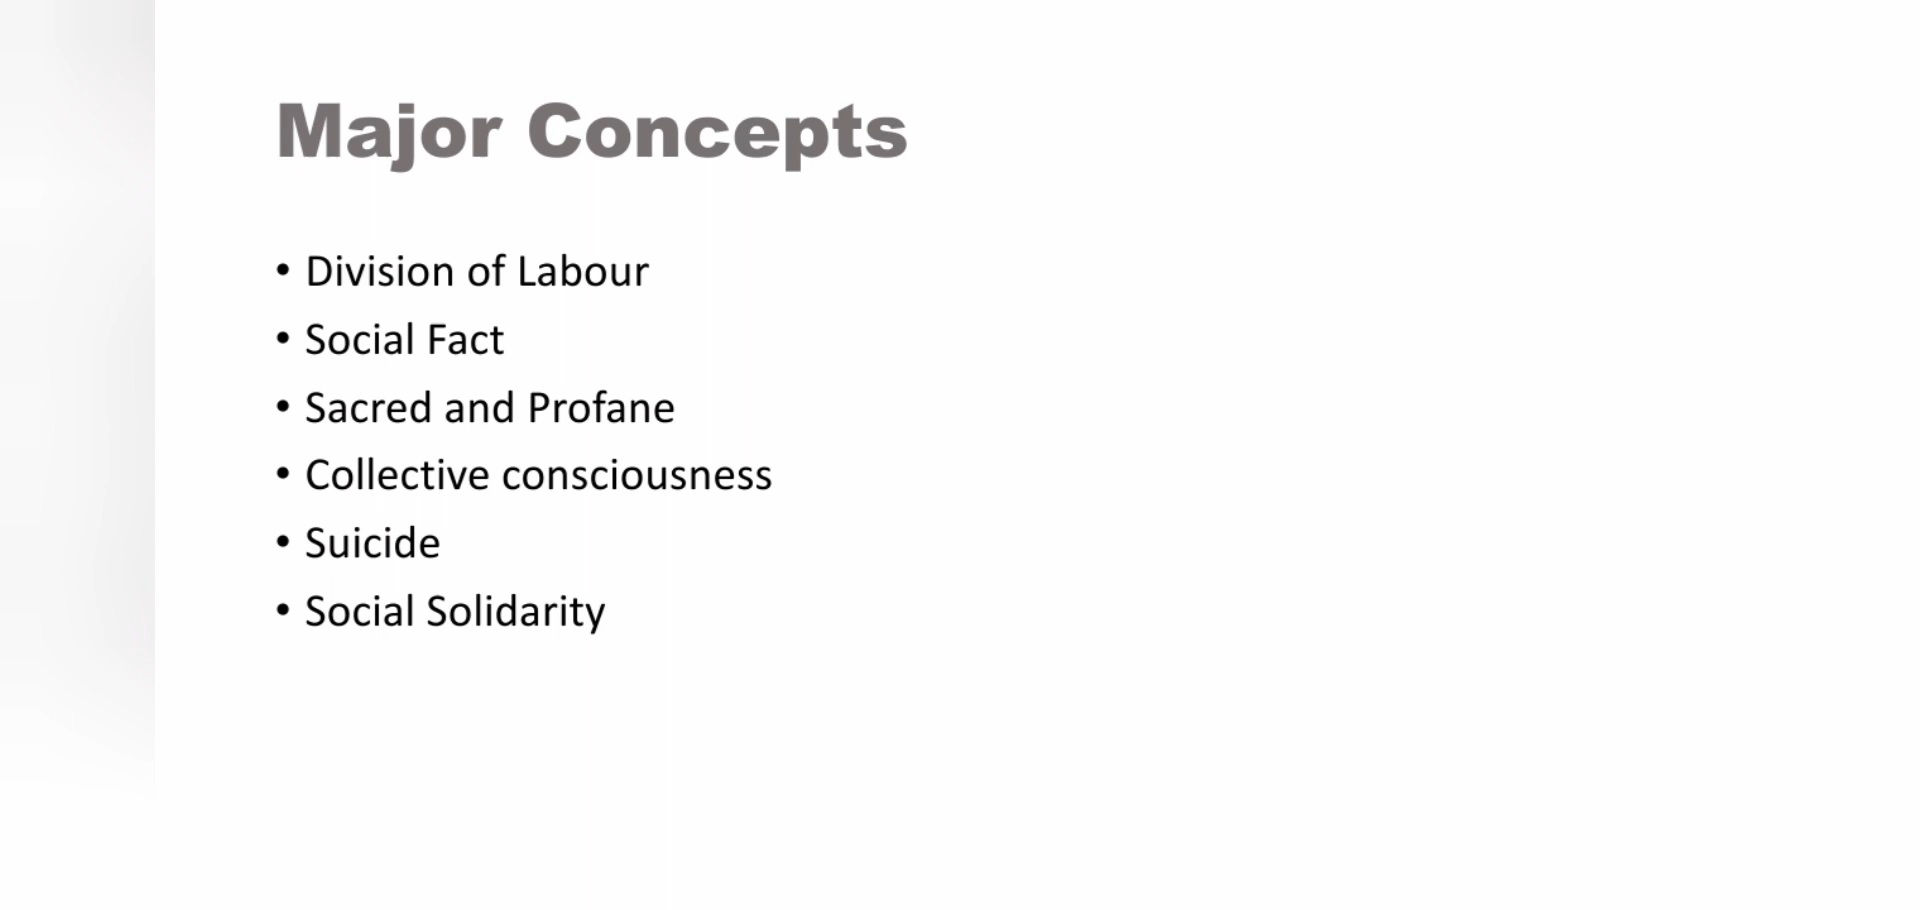 Major Concepts
• Division of Labour
• Social Fact
• Sacred and Profane
• Collective consciousness
• Suicide
• Social Solidarity